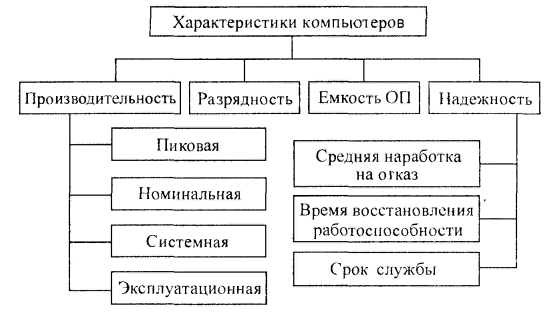 Характеристики компьютеров
Производительность
Разрядность
Емкость ОП
Надежность
Пиковая
Номинальная
Системная
Эксплуатационная
Средняя наработка
на отказ
Время восстановления
работоспособности
Срок службы